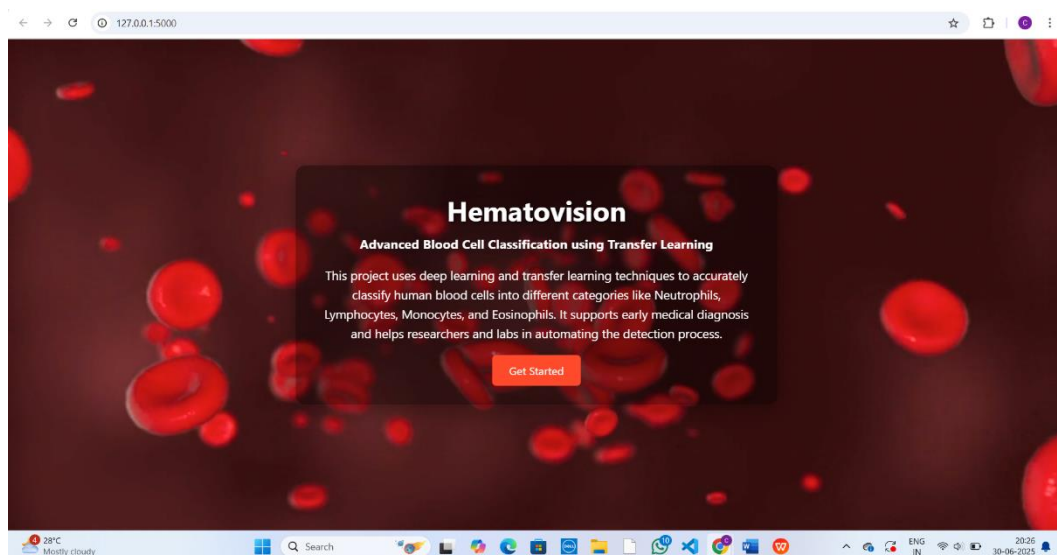 127.0.0.1:5000
C
Hematovision
Advanced Blood Cell Classification using Transfer Learning
This project uses deep learning and transfer learning techniques to accurately
classify human blood cells into different categories like Neutrophils,
Lymphocytes, Monocytes, and Eosinophils. It supports early medical diagnosis
and helps researchers and labs in automating the detection process.
Get Started
4
28°C
Mostly cloudy
Search
DELL
10
C
W
W
ENG
IN
20:26
30-06-2025